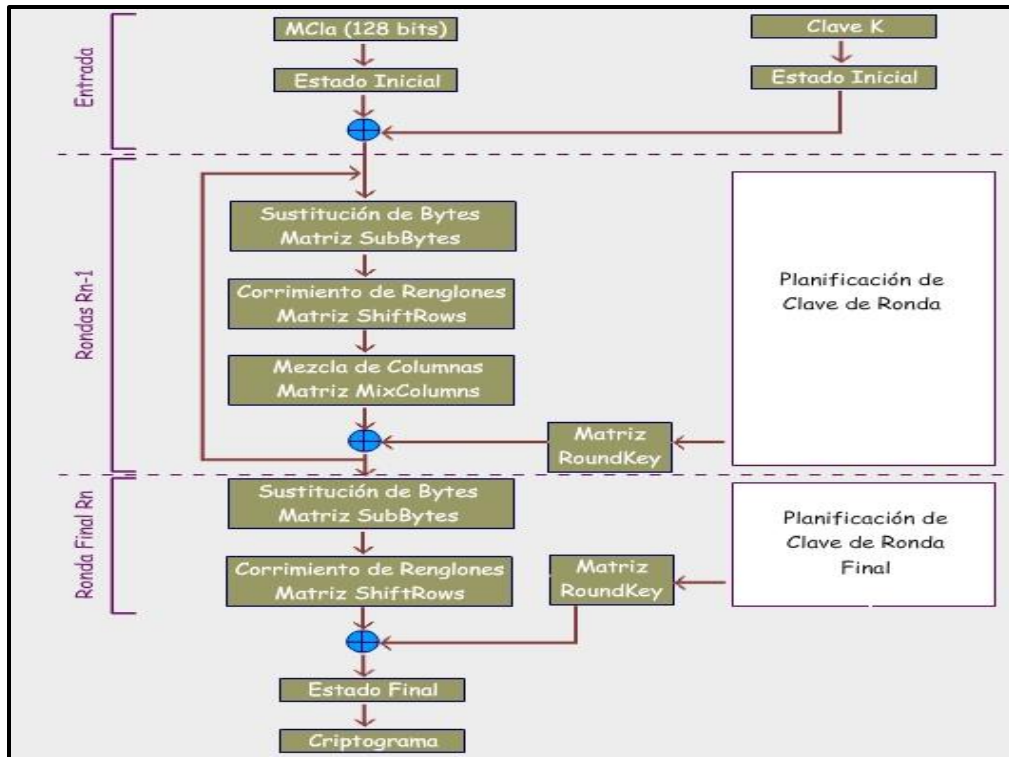 MCla (128 bits)
Clave K
Estado Inicial
Estado Inicial
Entrada
Sustitución de Bytes
Matriz SubBytes
Corrimiento de Renglones
Matriz ShiftRows
Mezcla de Columnas
Matriz MixColumns
Matriz
RoundKey
Planificación de
Clave de Ronda
Rondas Rn-1
Sustitución de Bytes
Matriz SubBytes
Corrimiento de Renglones
Matriz ShiftRows
Matriz
RoundKey
Planificación de
Clave de Ronda
Final
Ronda Final Rn
Estado Final
Criptograma